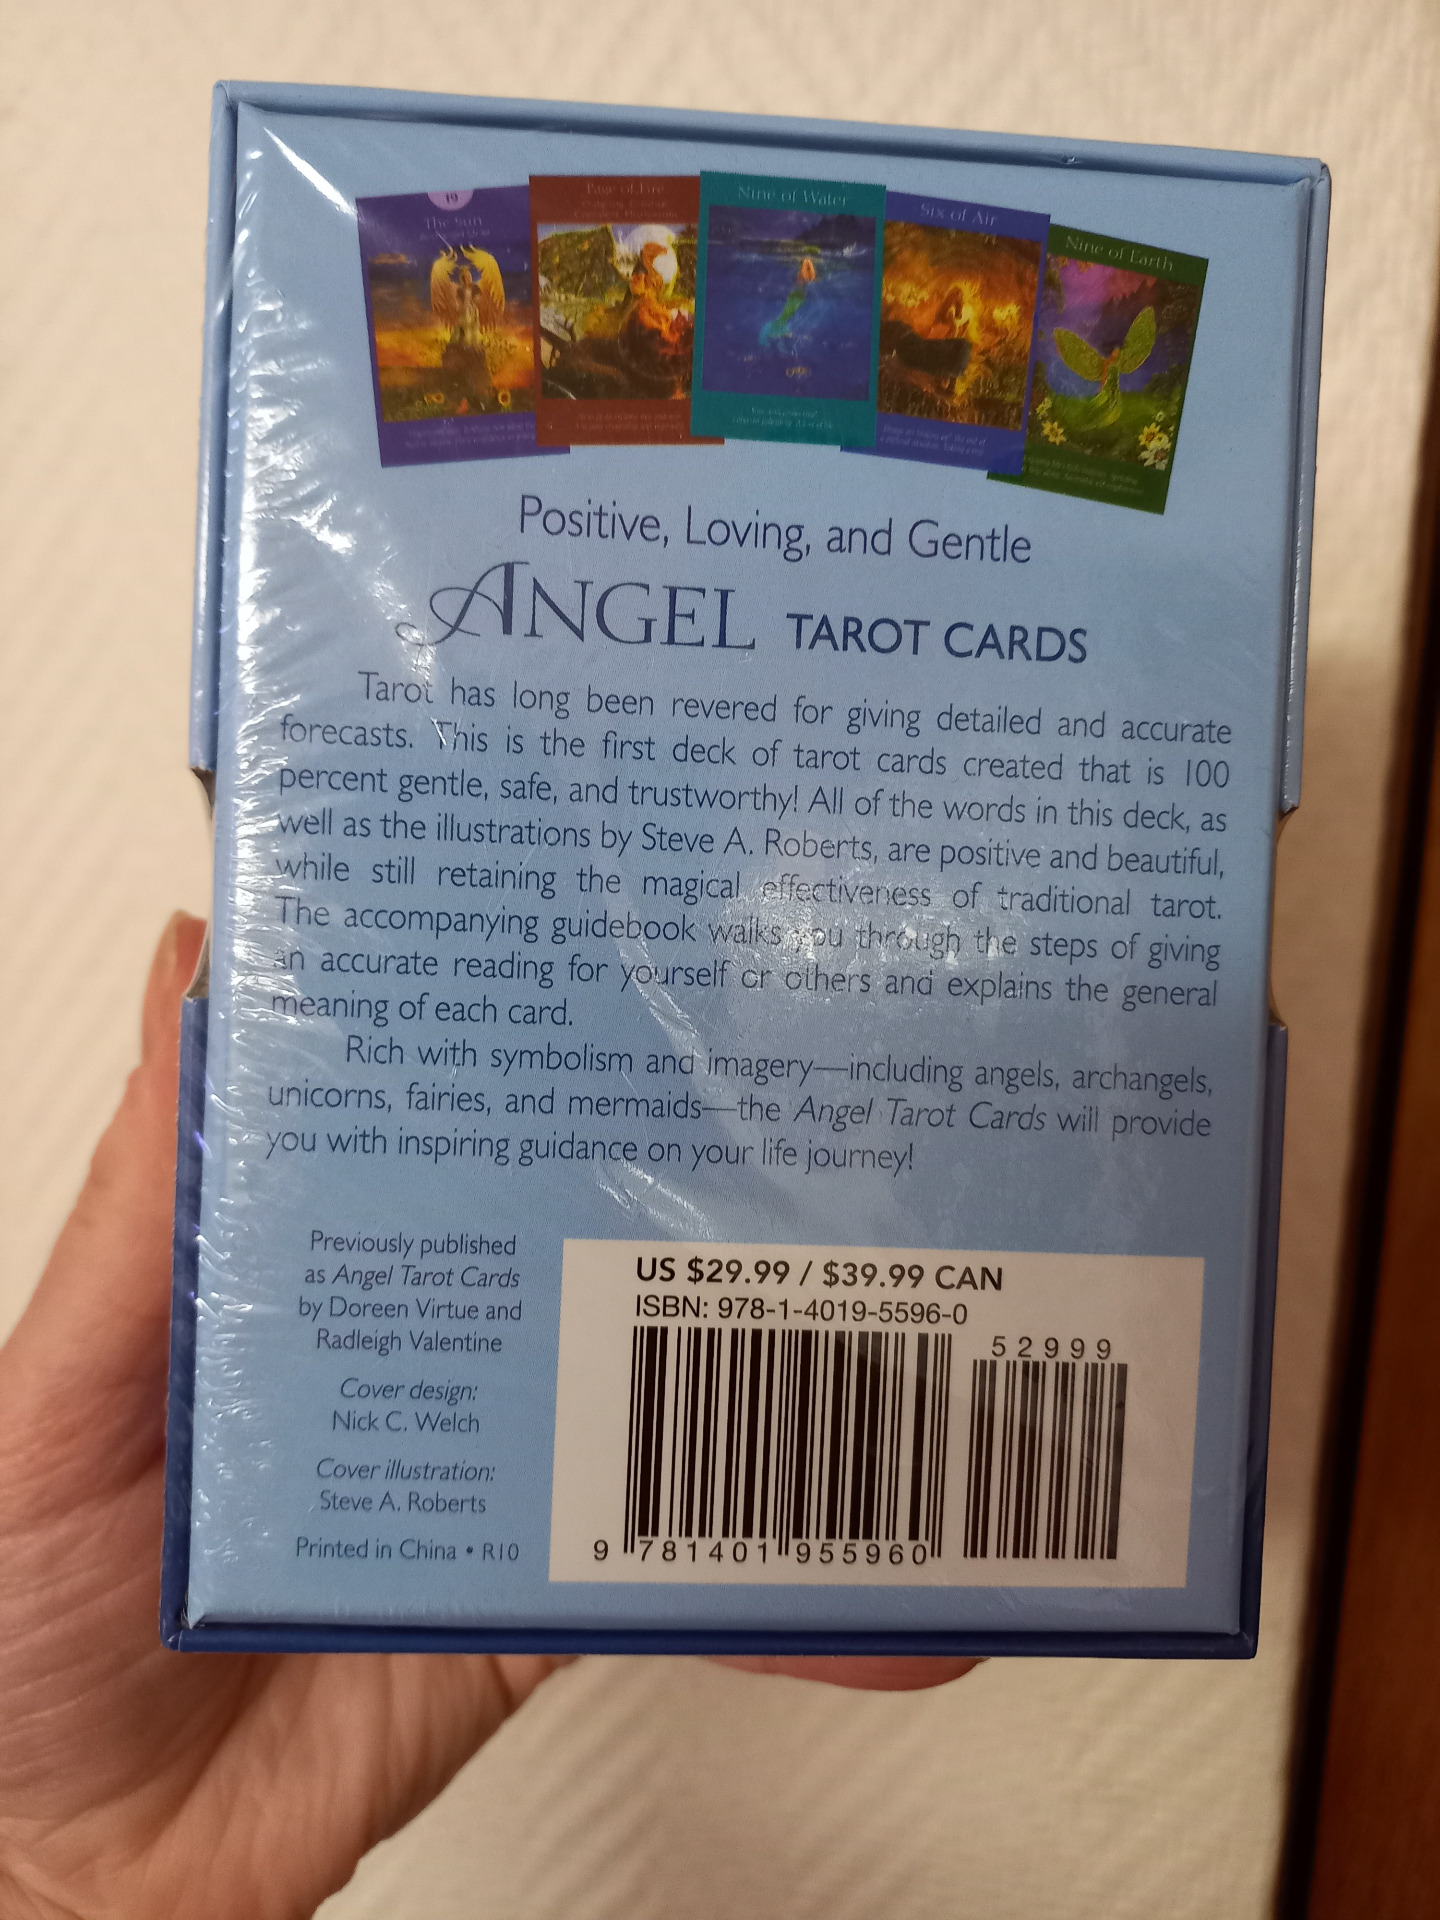 19
The Sun
Page of Fire
Nine of Water
Six of Air
Nine of Earth
Positive, Loving, and Gentle
ANGEL TAROT CARDS
Tarot has long been revered for giving detailed and accurate
forecasts. This is the first deck of tarot cards created that is 100
percent gentle, safe, and trustworthy! All of the words in this deck, as
well as the illustrations by Steve A. Roberts, are positive and beautiful,
while still retaining the magical effectiveness of traditional tarot.
The accompanying guidebook walks you through the steps of giving
an accurate reading for yourself or others and explains the general
meaning of each card.
Rich with symbolism and imagery—including angels, archangels,
unicorns, fairies, and mermaids—the Angel Tarot Cards will provide
you with inspiring guidance on your life journey!
Previously published
as Angel Tarot Cards
by Doreen Virtue and
Radleigh Valentine
Cover design:
Nick C. Welch
Cover illustration:
Steve A. Roberts
Printed in China • R10
US $29.99 / $39.99 CAN
ISBN: 978-1-4019-5596-0
52999
9 781401 955960